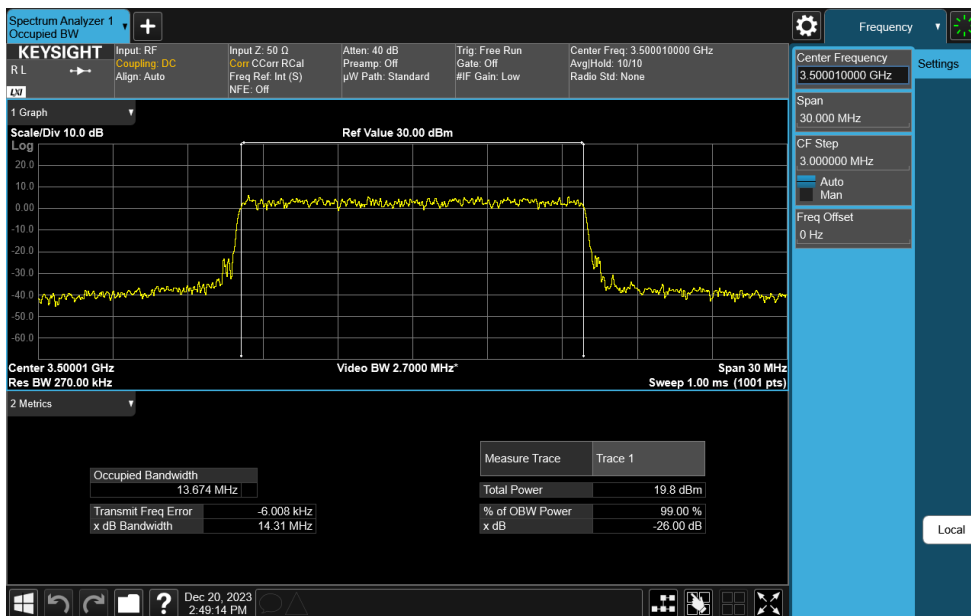 Spectrum Analyzer 1
Occupied BW
+
Frequency
KEYSIGHT
R L
LXI
Input: RF
Coupling: DC
Align: Auto
Input Z: 50 Ω
Corr CCorr RCal
Freq Ref: Int (S)
NFE: Off
Atten: 40 dB
Preamp: Off
µW Path: Standard
Trig: Free Run
Gate: Off
#IF Gain: Low
Center Freq: 3.500010000 GHz
Avg|Hold: 10/10
Radio Std: None
Center Frequency
3.500010000 GHz
Settings
Span
30.000 MHz
CF Step
3.000000 MHz
Auto
Man
Freq Offset
0 Hz
Local
1 Graph
Scale/Div 10.0 dB
Ref Value 30.00 dBm
Log
20.0
10.0
0.00
-10.0
-20.0
-30.0
-40.0
-50.0
-60.0
Center 3.50001 GHz
Video BW 2.7000 MHz*
Span 30 MHz
Res BW 270.00 kHz
Sweep 1.00 ms (1001 pts)
2 Metrics
Measure Trace
Trace 1
Occupied Bandwidth
13.674 MHz
Total Power
19.8 dBm
Transmit Freq Error
-6.008 kHz
% of OBW Power
99.00 %
x dB Bandwidth
14.31 MHz
x dB
-26.00 dB
?
Dec 20, 2023
2:49:14 PM